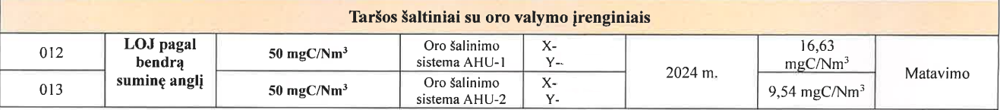 Taršos šaltiniai su oro valymo įrenginiais
012
LOJ pagal
bendrą
suminę anglį
50 mgC/Nm³
Oro šalinimo
sistema AHU-1
X-
Y-
2024 m.
16,63
mgC/Nm³
Matavimo
013
50 mgC/Nm³
Oro šalinimo
sistema AHU-2
X-
Y-
9,54 mgC/Nm³